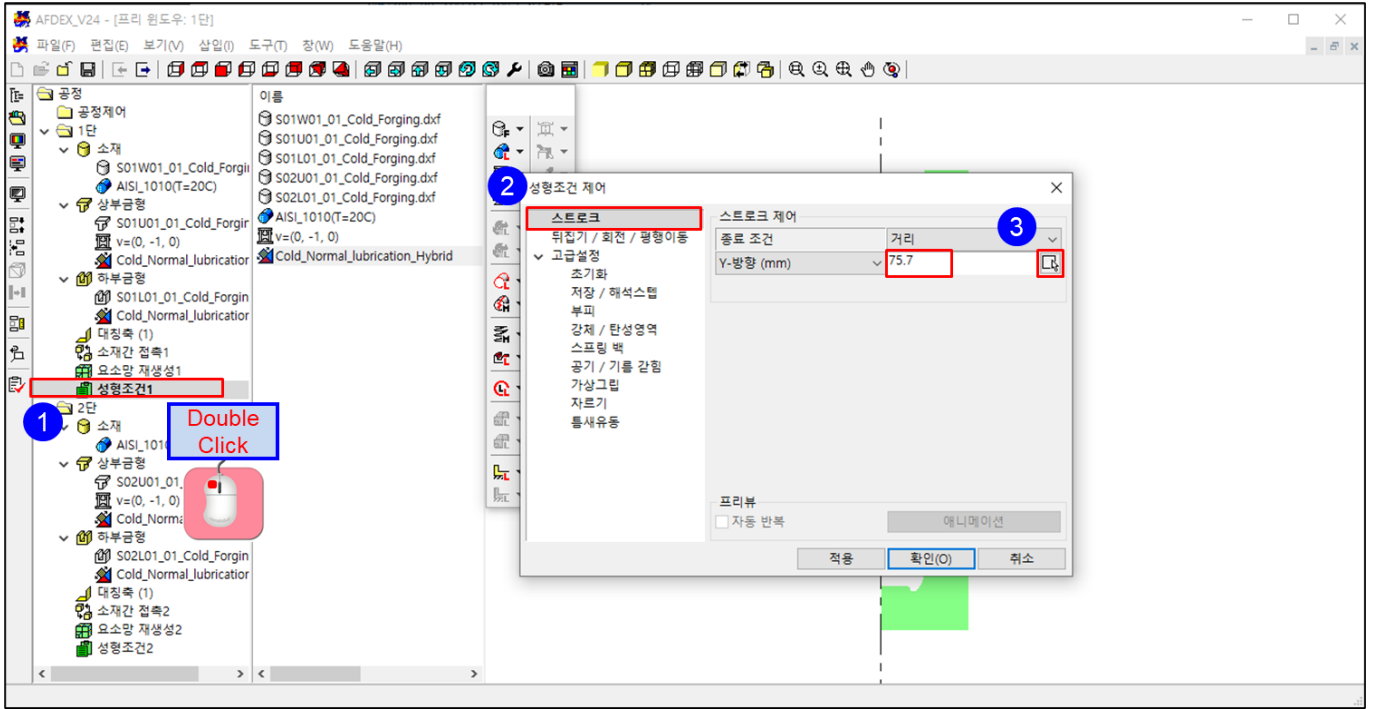 AFDEX_V24 - [프리 윈도우: 1단]
파일(F) 편집(E) 보기(V) 삽입(I) 도구(T) 창(W) 도움말(H)
공정
공정제어
1단
소재
S01W01_01_Cold_Forgin
AISI_1010(T=20C)
상부금형
S01U01_01_Cold_Forgin
v=(0, -1, 0)
Cold_Normal_lubrication
하부금형
S01L01_01_Cold_Forgin
Cold_Normal_lubrication
대칭축 (1)
소재간 접촉1
요소망 재생성1
성형조건1
2단
소재
AISI_101
상부금형
S02U01_01_
v=(0, -1, 0)
Cold_Norma
하부금형
S02L01_01_Cold_Forgin
Cold_Normal_lubrication
대칭축 (1)
소재간 접촉2
요소망 재생성2
성형조건2
1
Double
Click
이름
S01W01_01_Cold_Forging.dxf
S01U01_01_Cold_Forging.dxf
S01L01_01_Cold_Forging.dxf
S02U01_01_Cold_Forging.dxf
S02L01_01_Cold_Forging.dxf
AISI_1010(T=20C)
v=(0, -1, 0)
Cold_Normal_lubrication_Hybrid
2
성형조건 제어
스트로크
뒤집기 / 회전 / 평행이동
고급설정
초기화
저장 / 해석스텝
부피
강체 / 탄성영역
스프링 백
공기 / 기름 갇힘
가상그립
자르기
틈새유동
스트로크 제어
3
종료 조건 거리
Y-방향 (mm) 75.7
프리뷰
자동 반복 애니메이션
적용 확인(O) 취소